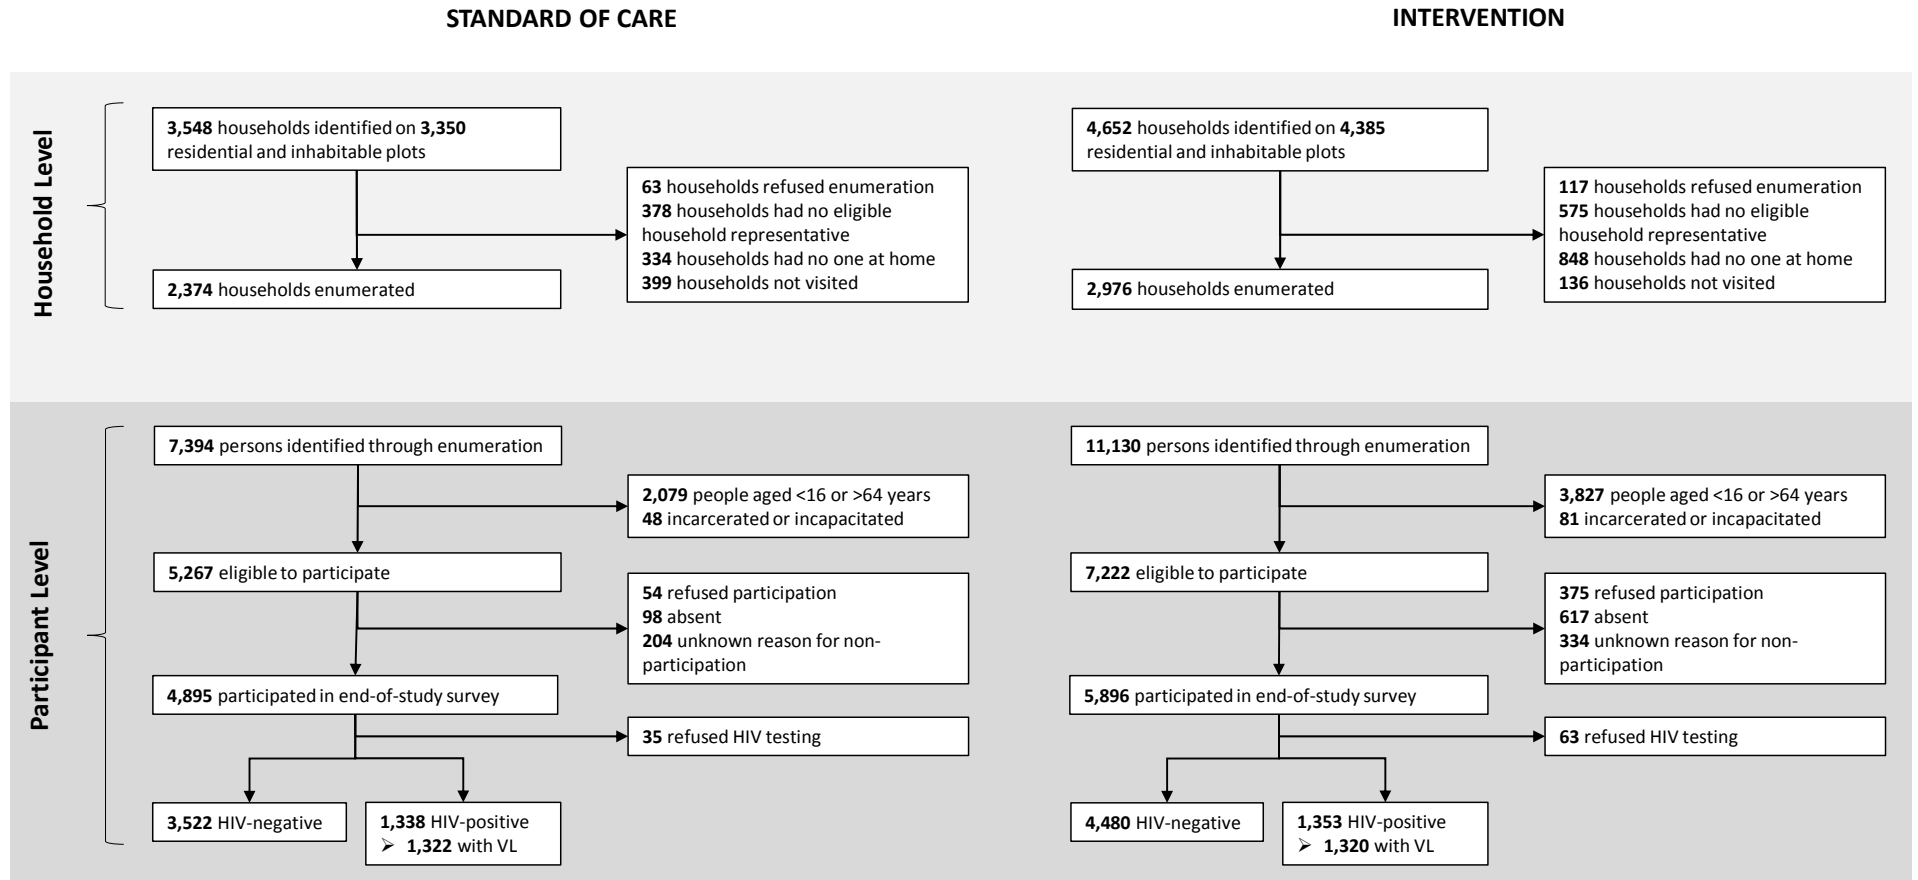 STANDARD OF CARE
INTERVENTION
Household Level
3,548 households identified on 3,350
residential and inhabitable plots
63 households refused enumeration
378 households had no eligible
household representative
334 households had no one at home
399 households not visited
2,374 households enumerated
4,652 households identified on 4,385
residential and inhabitable plots
117 households refused enumeration
575 households had no eligible
household representative
848 households had no one at home
136 households not visited
2,976 households enumerated
Participant Level
7,394 persons identified through enumeration
2,079 people aged <16 or >64 years
48 incarcerated or incapacitated
5,267 eligible to participate
54 refused participation
98 absent
204 unknown reason for non-
participation
4,895 participated in end-of-study survey
35 refused HIV testing
3,522 HIV-negative
1,338 HIV-positive
➢ 1,322 with VL
11,130 persons identified through enumeration
3,827 people aged <16 or >64 years
81 incarcerated or incapacitated
7,222 eligible to participate
375 refused participation
617 absent
334 unknown reason for non-
participation
5,896 participated in end-of-study survey
63 refused HIV testing
4,480 HIV-negative
1,353 HIV-positive
➢ 1,320 with VL